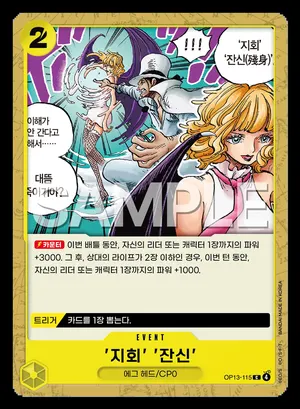 2
!!!
'지회'
'잔신(殘身)'
이해가
안 간다고
해서……
대뜸
죽이게야?
SAMPLE
카운터 이번 배틀 동안, 자신의 리더 또는 캐릭터 1장까지의 파워
+3000. 그 후, 상대의 라이프가 2장 이하인 경우, 이번 턴 동안,
자신의 리더 또는 캐릭터 1장까지의 파워 +1000.
트리거 카드를 1장 뽑는다.
EVENT
'지회' '잔신'
에그 헤드/CP0
OP13-115 C